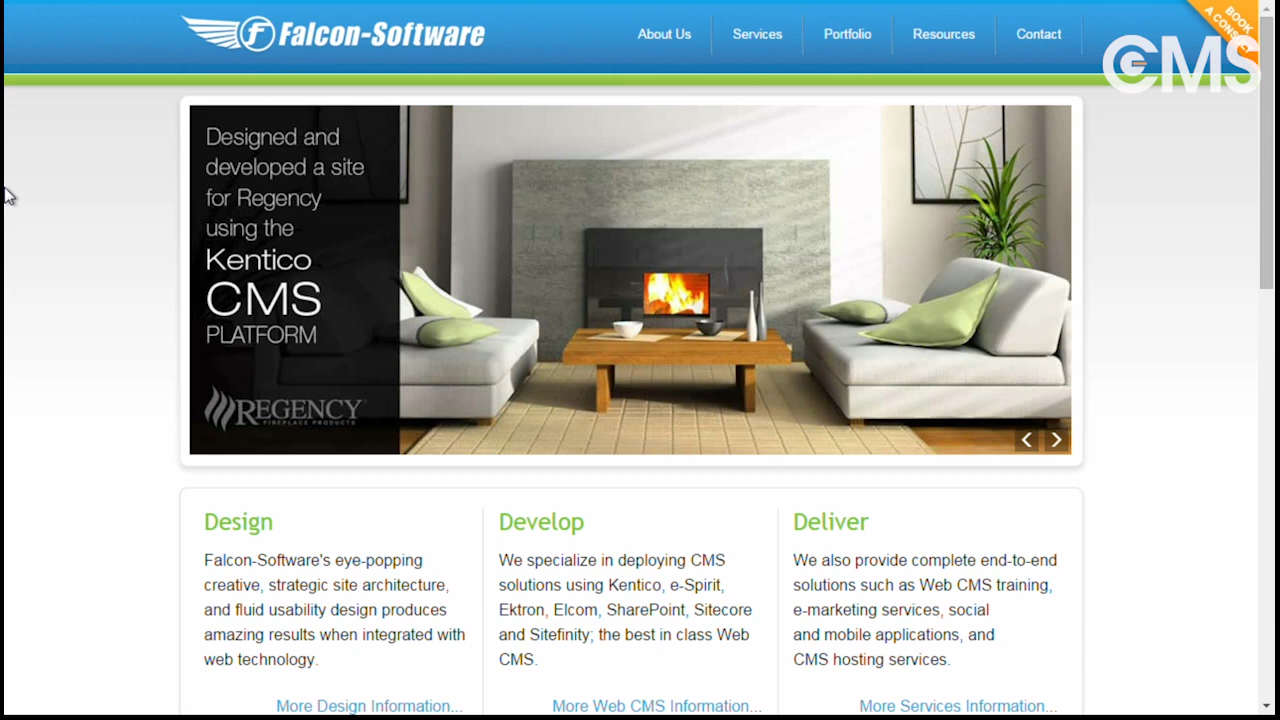 Falcon-Software
About Us Services Portfolio Resources Contact
BOOK
A CONSULT
CMS
Designed and
developed a site
for Regency
using the
Kentico
CMS
PLATFORM
REGENCY
FIREPLACE PRODUCTS
Design
Falcon-Software's eye-popping
creative, strategic site architecture,
and fluid usability design produces
amazing results when integrated with
web technology.
More Design Information...
Develop
We specialize in deploying CMS
solutions using Kentico, e-Spirit,
Ektron, Elcom, SharePoint, Sitecore
and Sitefinity; the best in class Web
CMS.
More Web CMS Information...
Deliver
We also provide complete end-to-end
solutions such as Web CMS training,
e-marketing services, social
and mobile applications, and
CMS hosting services.
More Services Information...